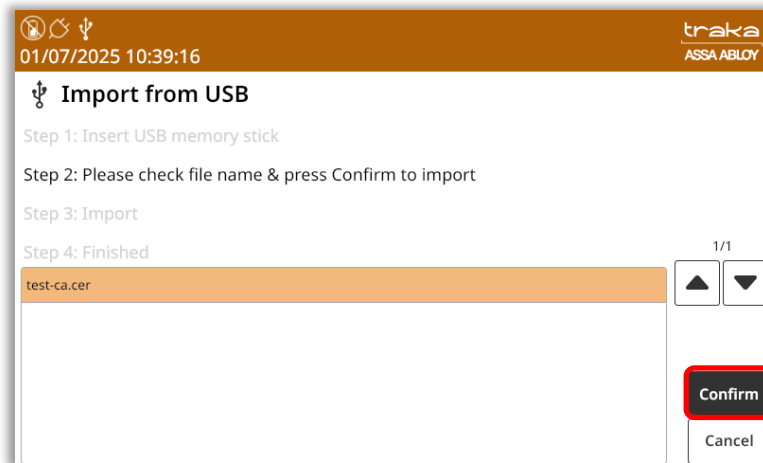 traka
01/07/2025 10:39:16
ASSA ABLOY
Import from USB
Step 1: Insert USB memory stick
Step 2: Please check file name & press Confirm to import
Step 3: Import
Step 4: Finished
1/1
test-ca.cer
Confirm
Cancel